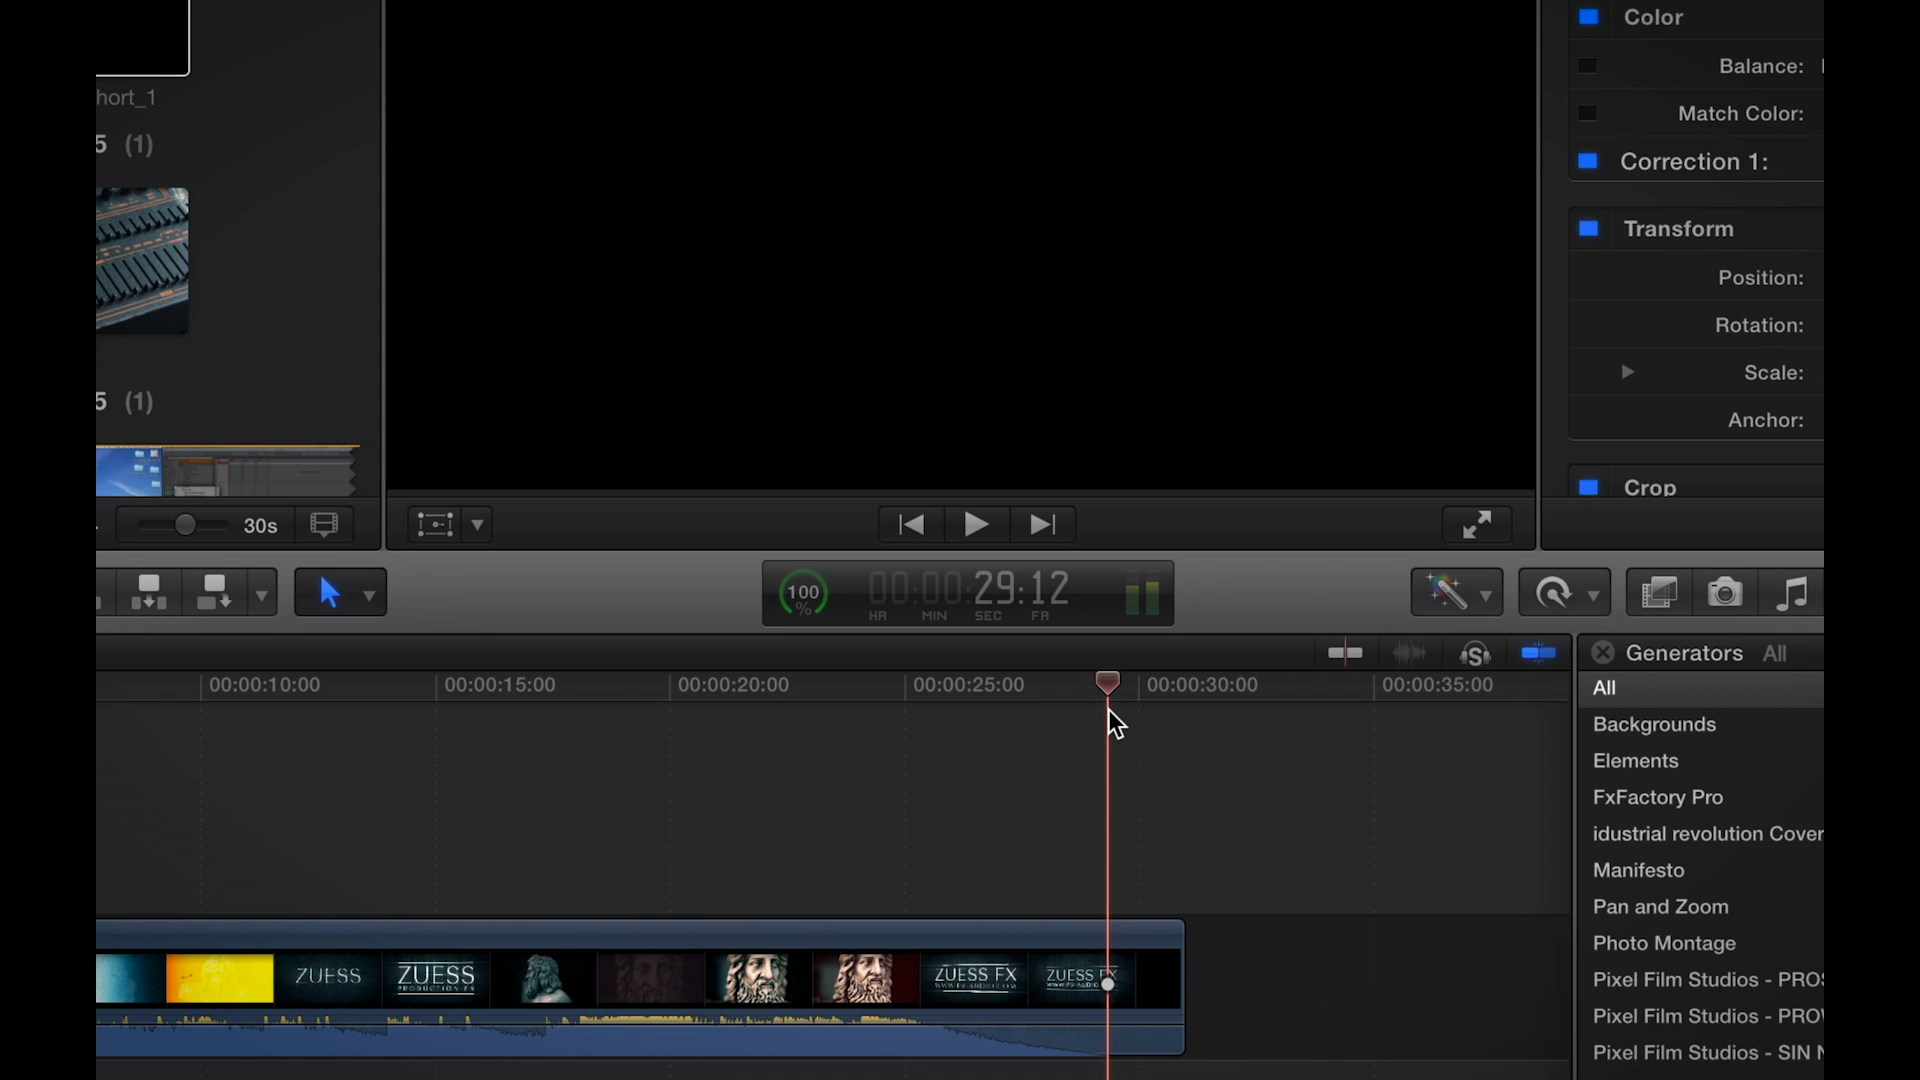 hort_1
5 (1)
5 (1)
30s
Color
Balance:
Match Color:
Correction 1:
Transform
Position:
Rotation:
Scale:
Anchor:
Crop
100
%
00:00:29:12
HR MIN SEC FR
00:00:10:00 00:00:15:00 00:00:20:00 00:00:25:00 00:00:30:00 00:00:35:00
Generators All
All
Backgrounds
Elements
FxFactory Pro
idustrial revolution Cover
Manifesto
Pan and Zoom
Photo Montage
Pixel Film Studios - PROS
Pixel Film Studios - PRO
Pixel Film Studios - SIN
ZUESS
ZUESS
PRODUCTION FX
ZUESS FX
ZUESS FX